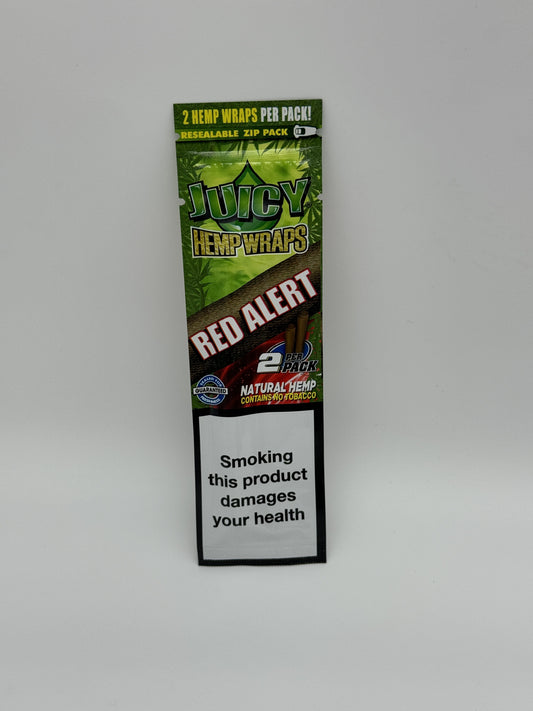 2 HEMP WRAPS PER PACK!
RESEALABLE ZIP PACK
JUICY
HEMP WRAPS
RED ALERT
2 PER PACK
GUARANTEED
NATURAL HEMP
CONTAINS NO TOBACCO
Smoking
this product
damages
your health